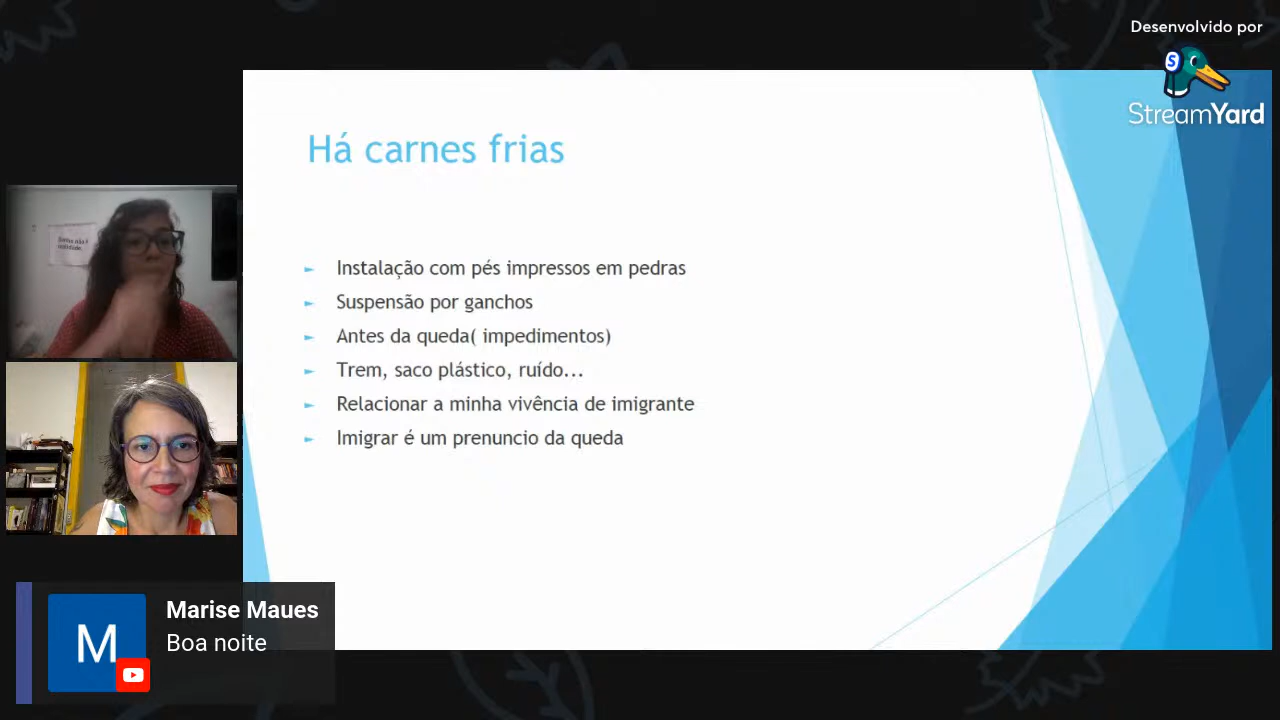 Desenvolvido por
StreamYard
Há carnes frias
Instalação com pés impressos em pedras
Suspensão por ganchos
Antes da queda( impedimentos)
Trem, saco plástico, ruído...
Relacionar a minha vivência de imigrante
Imigrar é um prenuncio da queda
M
Marise Maues
Boa noite